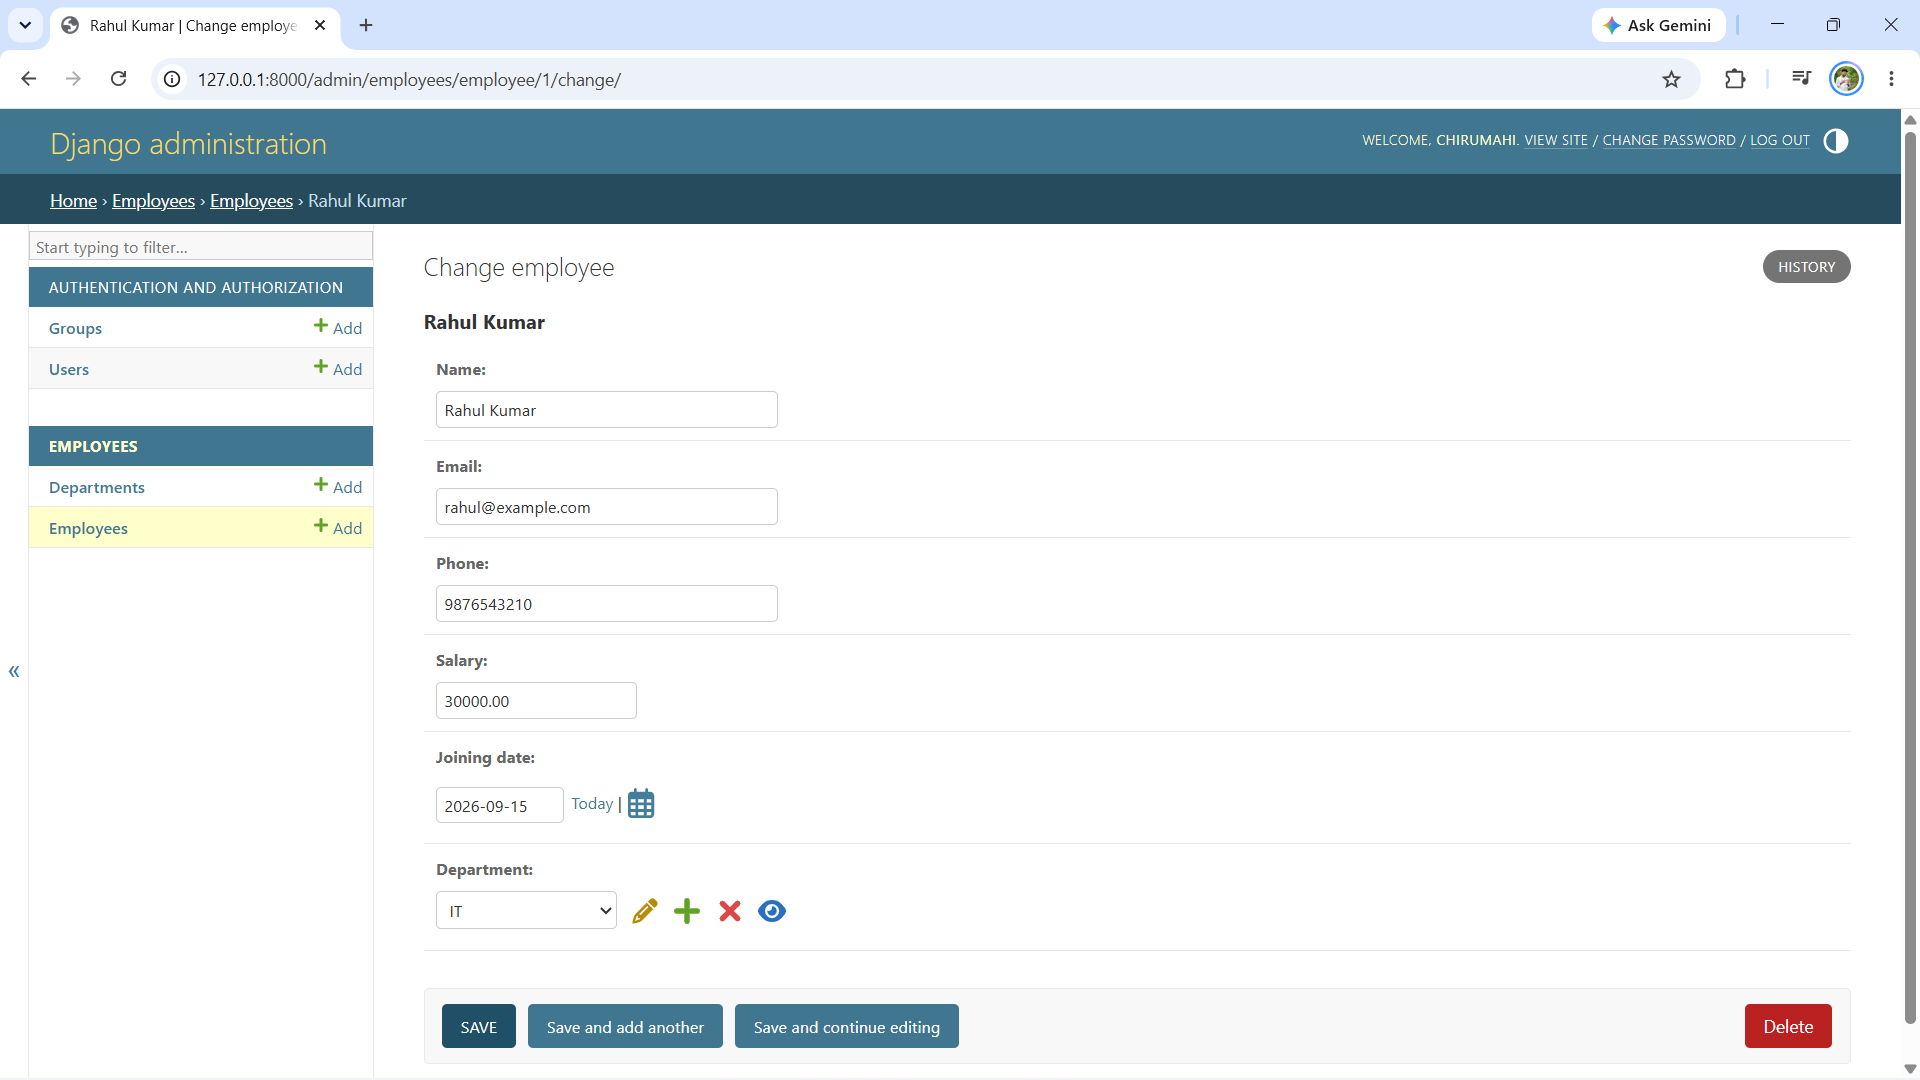 Rahul Kumar | Change employe
Ask Gemini
127.0.0.1:8000/admin/employees/employee/1/change/
Django administration
WELCOME, CHIRUMAHI. VIEW SITE / CHANGE PASSWORD / LOG OUT
Home › Employees › Employees › Rahul Kumar
Start typing to filter...
AUTHENTICATION AND AUTHORIZATION
Groups + Add
Users + Add
EMPLOYEES
Departments + Add
Employees + Add
«
Change employee
HISTORY
Rahul Kumar
Name:
Rahul Kumar
Email:
rahul@example.com
Phone:
9876543210
Salary:
30000.00
Joining date:
2026-09-15 Today |
Department:
IT
SAVE Save and add another Save and continue editing Delete